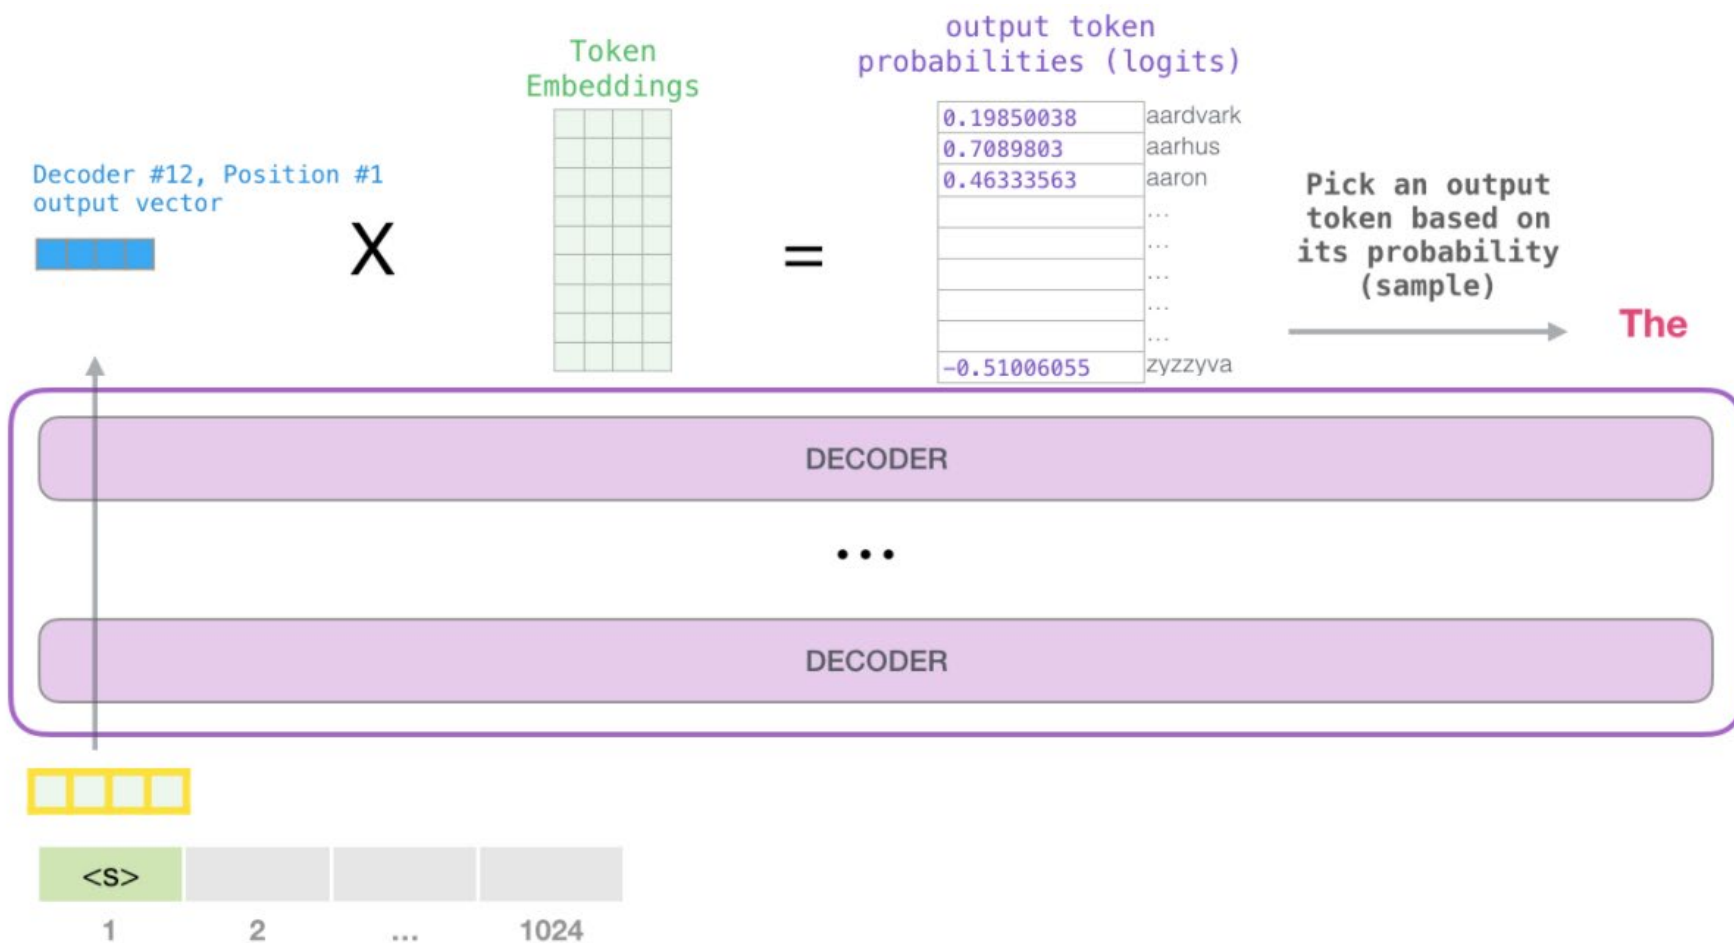 output token
probabilities (logits)
Token
Embeddings
Decoder #12, Position #1
output vector
X
=
0.19850038 aardvark
0.7089803 aarhus
0.46333563 aaron
...
...
...
...
...
-0.51006055 zyzzyva
Pick an output
token based on
its probability
(sample)
The
DECODER
...
DECODER
<s>
1 2 ... 1024